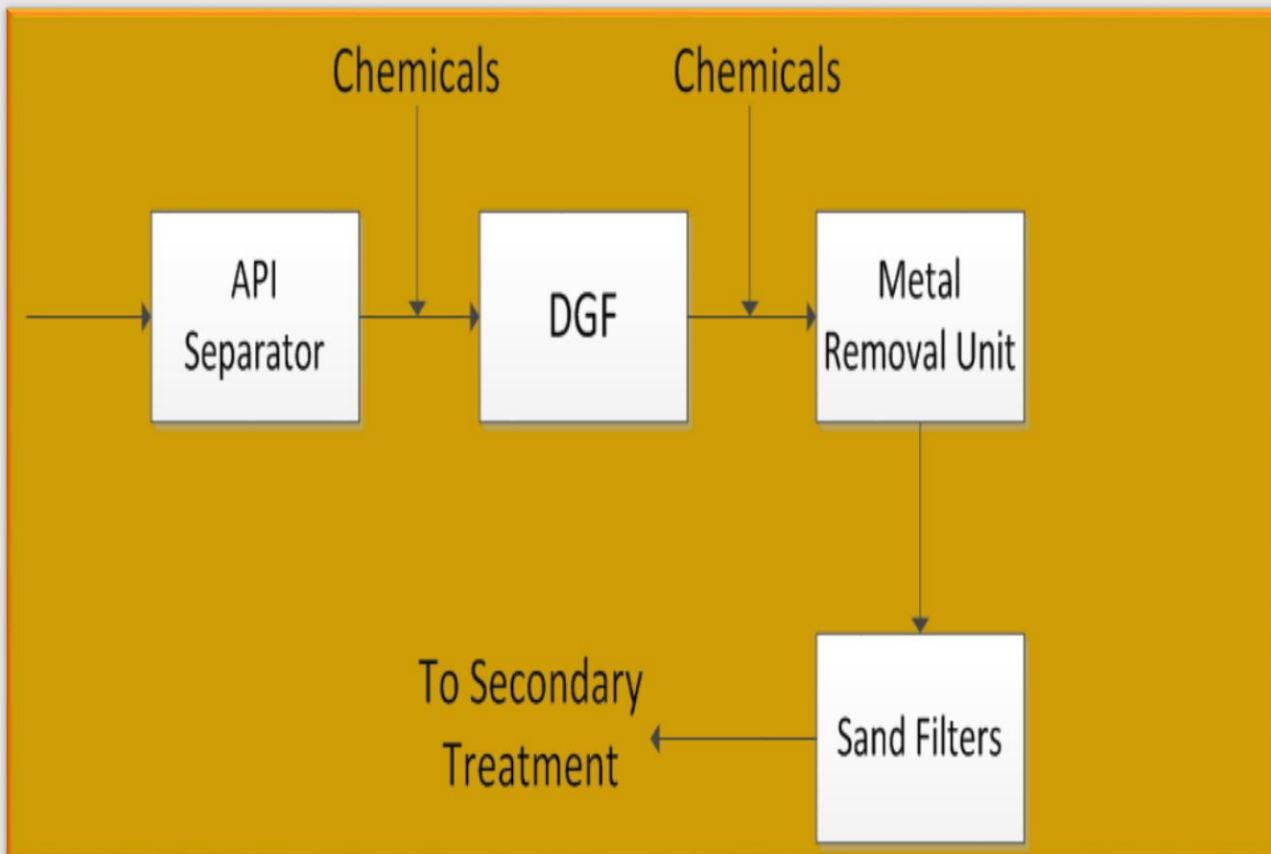 Chemicals
Chemicals
API
Separator
DGF
Metal
Removal Unit
To Secondary
Treatment
Sand Filters